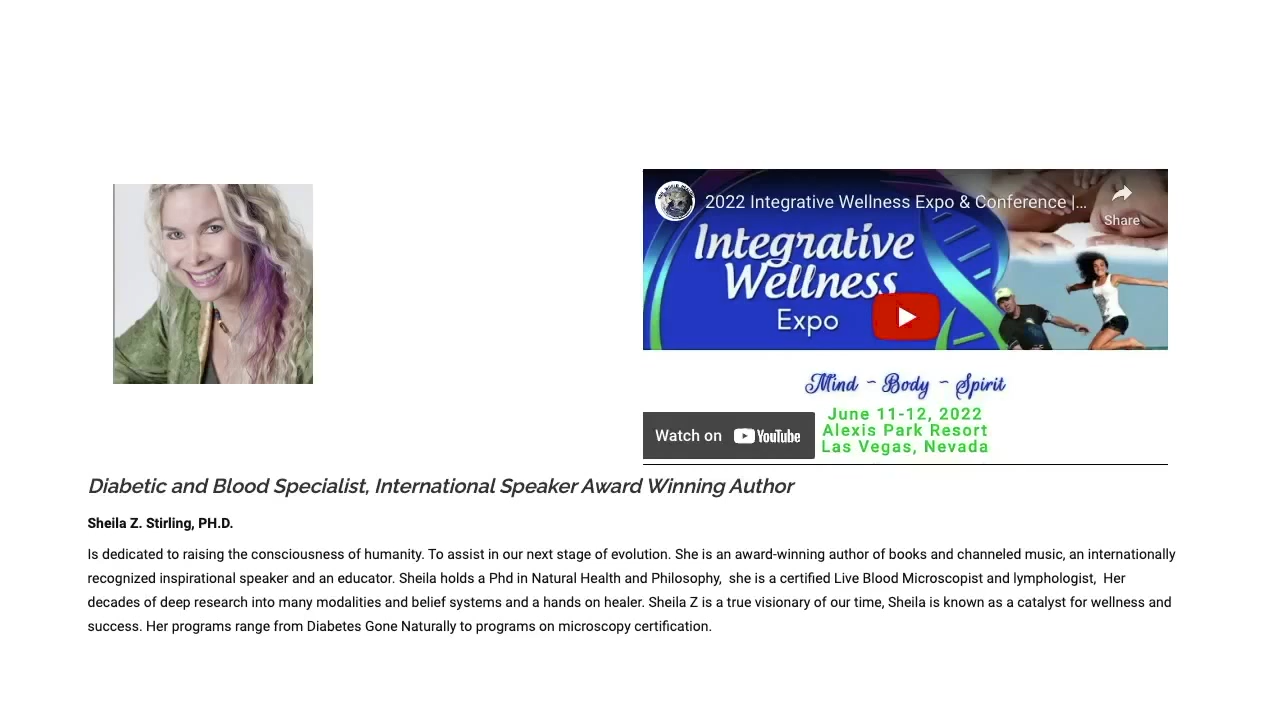 2022 Integrative Wellness Expo & Conference |...
Share
Integrative
Wellness
Expo
Mind ~ Body ~ Spirit
June 11-12, 2022
Alexis Park Resort
Las Vegas, Nevada
Watch on YouTube
Diabetic and Blood Specialist, International Speaker Award Winning Author
Sheila Z. Stirling, PH.D.
Is dedicated to raising the consciousness of humanity. To assist in our next stage of evolution. She is an award-winning author of books and channeled music, an internationally
recognized inspirational speaker and an educator. Sheila holds a Phd in Natural Health and Philosophy,  she is a certified Live Blood Microscopist and lymphologist,  Her
decades of deep research into many modalities and belief systems and a hands on healer. Sheila Z is a true visionary of our time, Sheila is known as a catalyst for wellness and
success. Her programs range from Diabetes Gone Naturally to programs on microscopy certification.